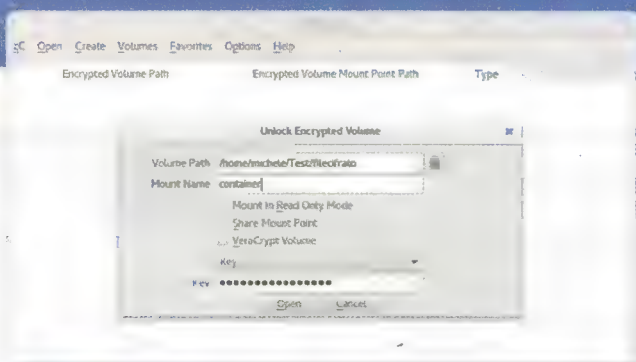 zC Open Create Volumes Favorites Options Help
Encrypted Volume Path Encrypted Volume Mount Point Path Type
Unlock Encrypted Volume
Volume Path /home/michele/Test/filecifrato
Mount Name container
Mount In Read Only Mode
Share Mount Point
VeraCrypt Volume
Key
Key ●●●●●●●●●●●●●●●●
Open Cancel